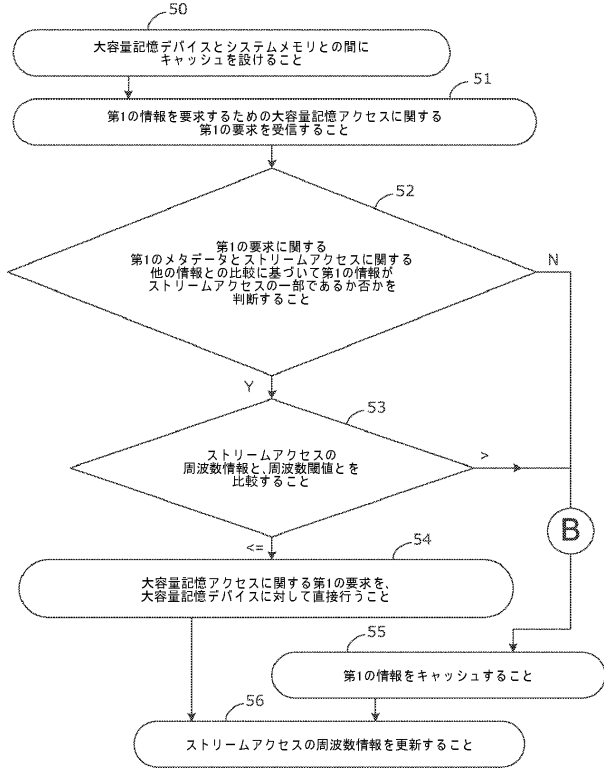 50
大容量記憶デバイスとシステムメモリとの間に
キャッシュを設けること
51
第1の情報を要求するための大容量記憶アクセスに関する
第1の要求を受信すること
52
第1の要求に関する
第1のメタデータとストリームアクセスに関する
他の情報との比較に基づいて第1の情報が
ストリームアクセスの一部であるか否かを
判断すること
N
Y
53
ストリームアクセスの
周波数情報と、周波数閾値とを
比較すること
>
B
<=
54
大容量記憶アクセスに関する第1の要求を、
大容量記憶デバイスに対して直接行うこと
55
第1の情報をキャッシュすること
56
ストリームアクセスの周波数情報を更新すること